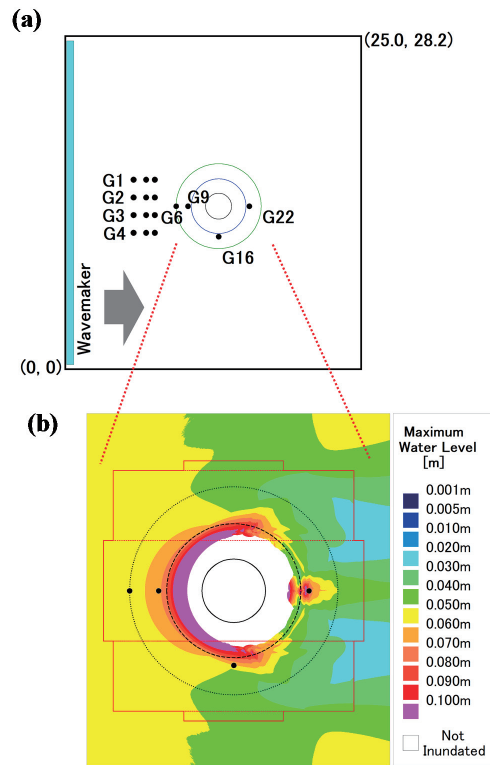 (a)
(25.0, 28.2)
G1
G2
G3
G4
G6
G9
G22
G16
Wavemaker
(0, 0)
(b)
Maximum
Water Level
[m]
0.001m
0.005m
0.010m
0.020m
0.030m
0.040m
0.050m
0.060m
0.070m
0.080m
0.090m
0.100m
Not
Inundated